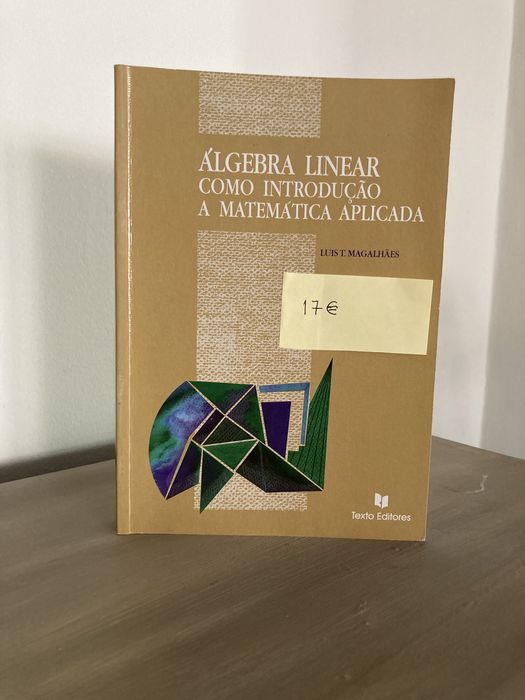 ÁLGEBRA LINEAR
COMO INTRODUÇÃO
A MATEMÁTICA APLICADA
LUIS T. MAGALHÃES
17€
Texto Editores